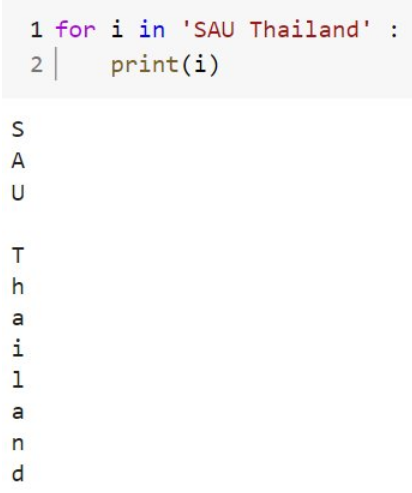 1 for i in 'SAU Thailand' :
2     print(i)
S
A
U

T
h
a
i
l
a
n
d